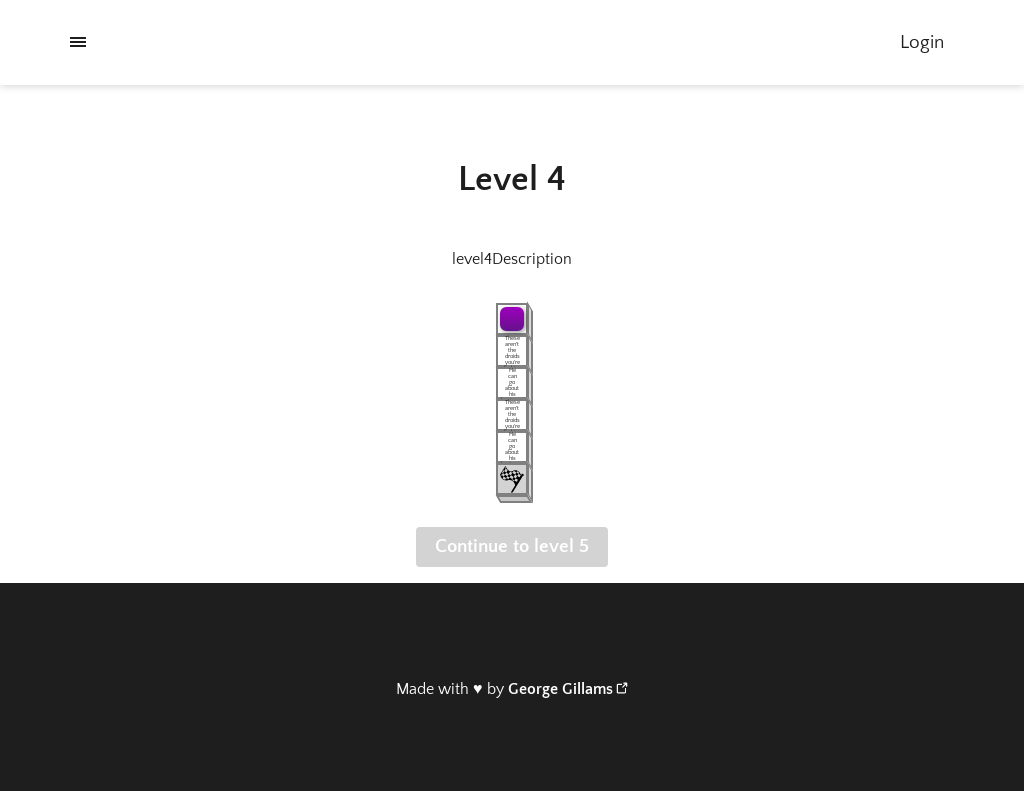 Login
Level 4
level4Description
These
aren't
the
droids
you're
He
can
go
about
his
These
aren't
the
droids
you're
He
can
go
about
his
Continue to level 5
Made with ♥ by George Gillams